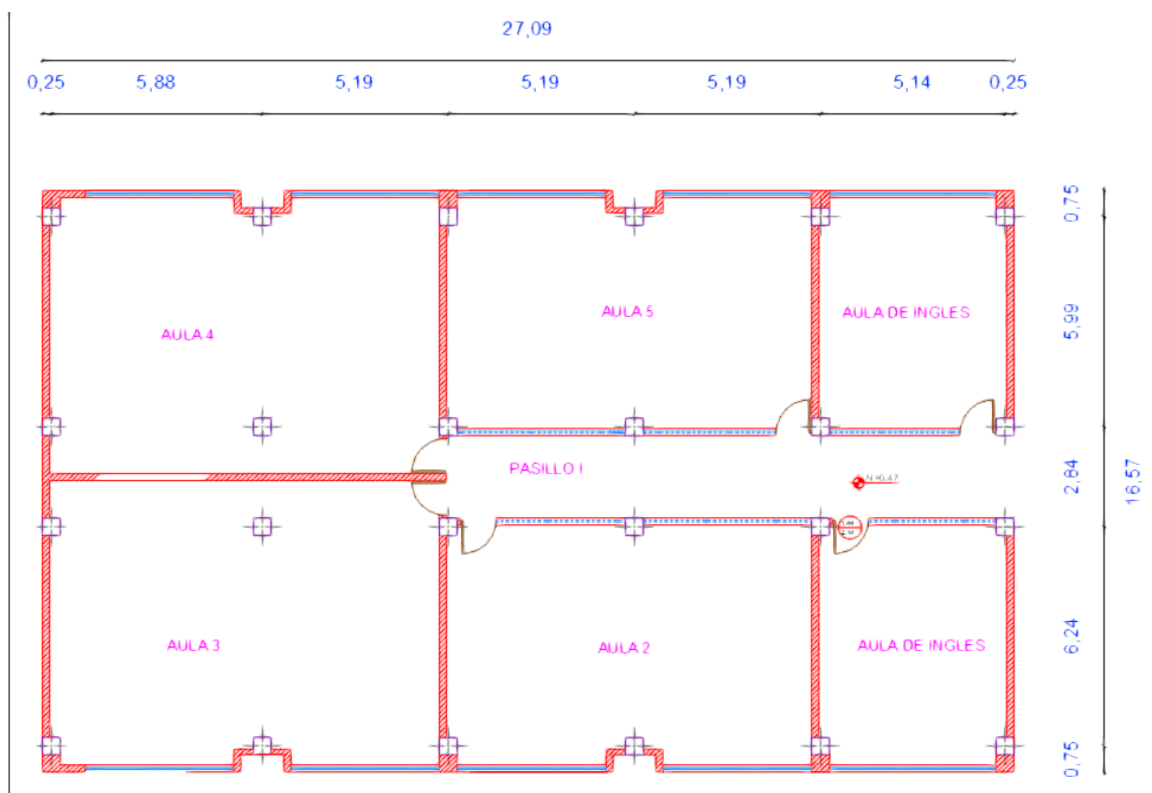 27,09
0,25 5,88 5,19 5,19 5,19 5,14 0,25
0,75
AULA 4
AULA 5
AULA DE INGLES
5,99
PASILLO I
N +0,47
2,84
16,57
AULA 3
AULA 2
AULA DE INGLES
6,24
0,75